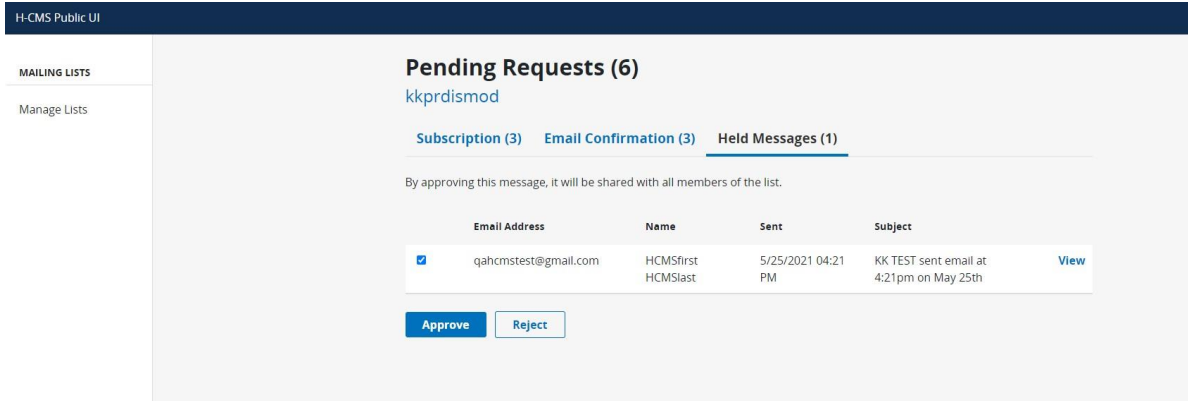 H-CMS Public UI
MAILING LISTS
Manage Lists
Pending Requests (6)
kkprdismod
Subscription (3) Email Confirmation (3) Held Messages (1)
By approving this message, it will be shared with all members of the list.
Email Address Name Sent Subject
qahcmstest@gmail.com HCMSfirst 5/25/2021 04:21 KK TEST sent email at View
HCMSlast PM 4:21pm on May 25th
Approve Reject